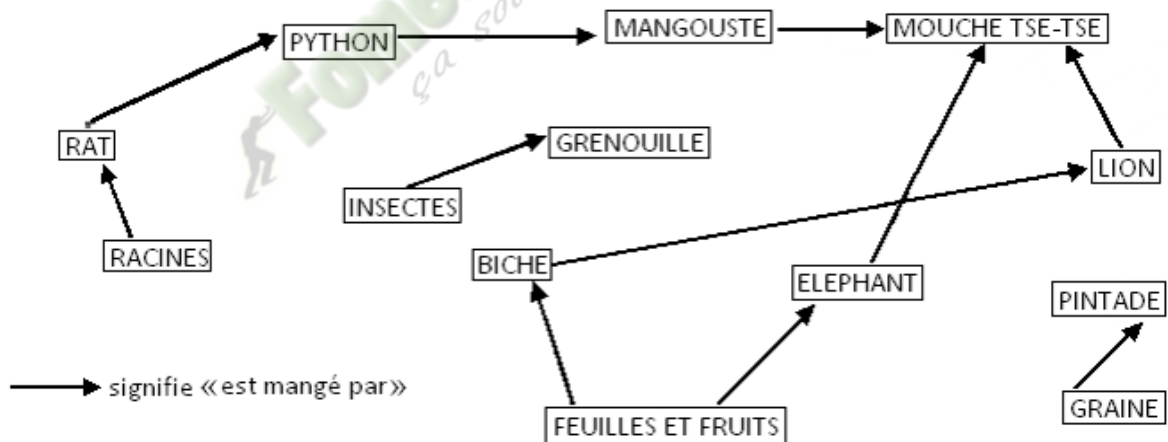 PYTHON
MANGOUSTE
MOUCHE TSE-TSE
RAT
GRENOUILLE
LION
INSECTES
RACINES
BICHE
ELEPHANT
PINTADE
signifie «est mangé par»
GRAINE
FEUILLES ET FRUITS
ça